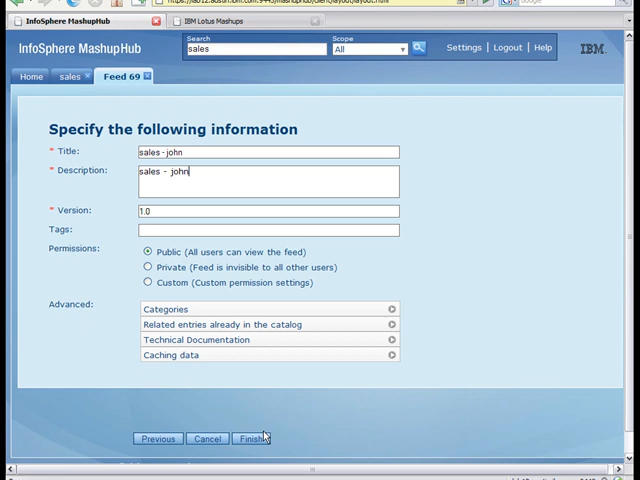 InfoSphere MashupHub
IBM Lotus Mashups
InfoSphere MashupHub
Search
Scope
sales
All
Settings | Logout | Help
IBM.
Home
sales
Feed 69
Specify the following information
* Title:
sales - john
* Description:
sales - john
* Version:
1.0
Tags:
Permissions:
Public (All users can view the feed)
Private (Feed is invisible to all other users)
Custom (Custom permission settings)
Advanced:
Categories
Related entries already in the catalog
Technical Documentation
Caching data
Previous
Cancel
Finish